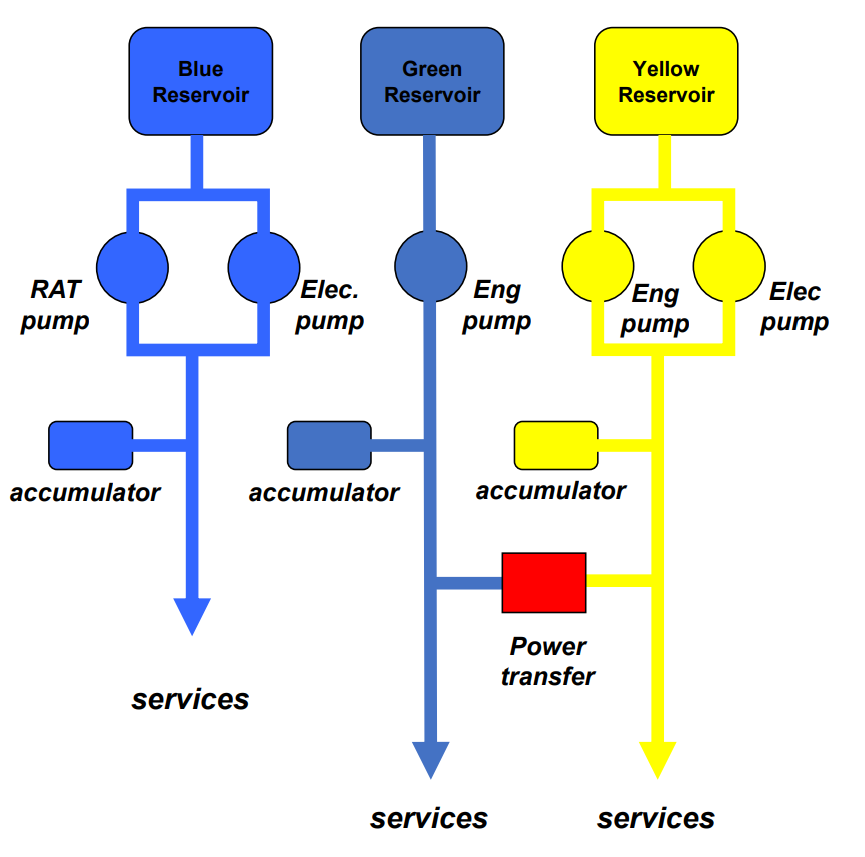 Blue
Reservoir
Green
Reservoir
Yellow
Reservoir
RAT
pump
Elec.
pump
Eng
pump
Eng
pump
Elec
pump
accumulator
accumulator
accumulator
Power
transfer
services
services
services